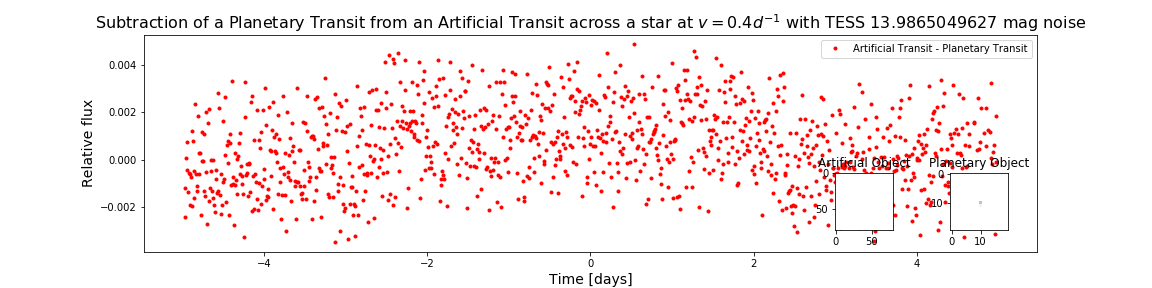 Subtraction of a Planetary Transit from an Artificial Transit across a star at v = 0.4d⁻¹ with TESS 13.9865049627 mag noise
Artificial Transit - Planetary Transit
Relative flux
0.004
0.002
0.000
−0.002
Artificial Object
0
50
0
50
Planetary Object
0
10
0
10
−4
−2
0
2
4
Time [days]